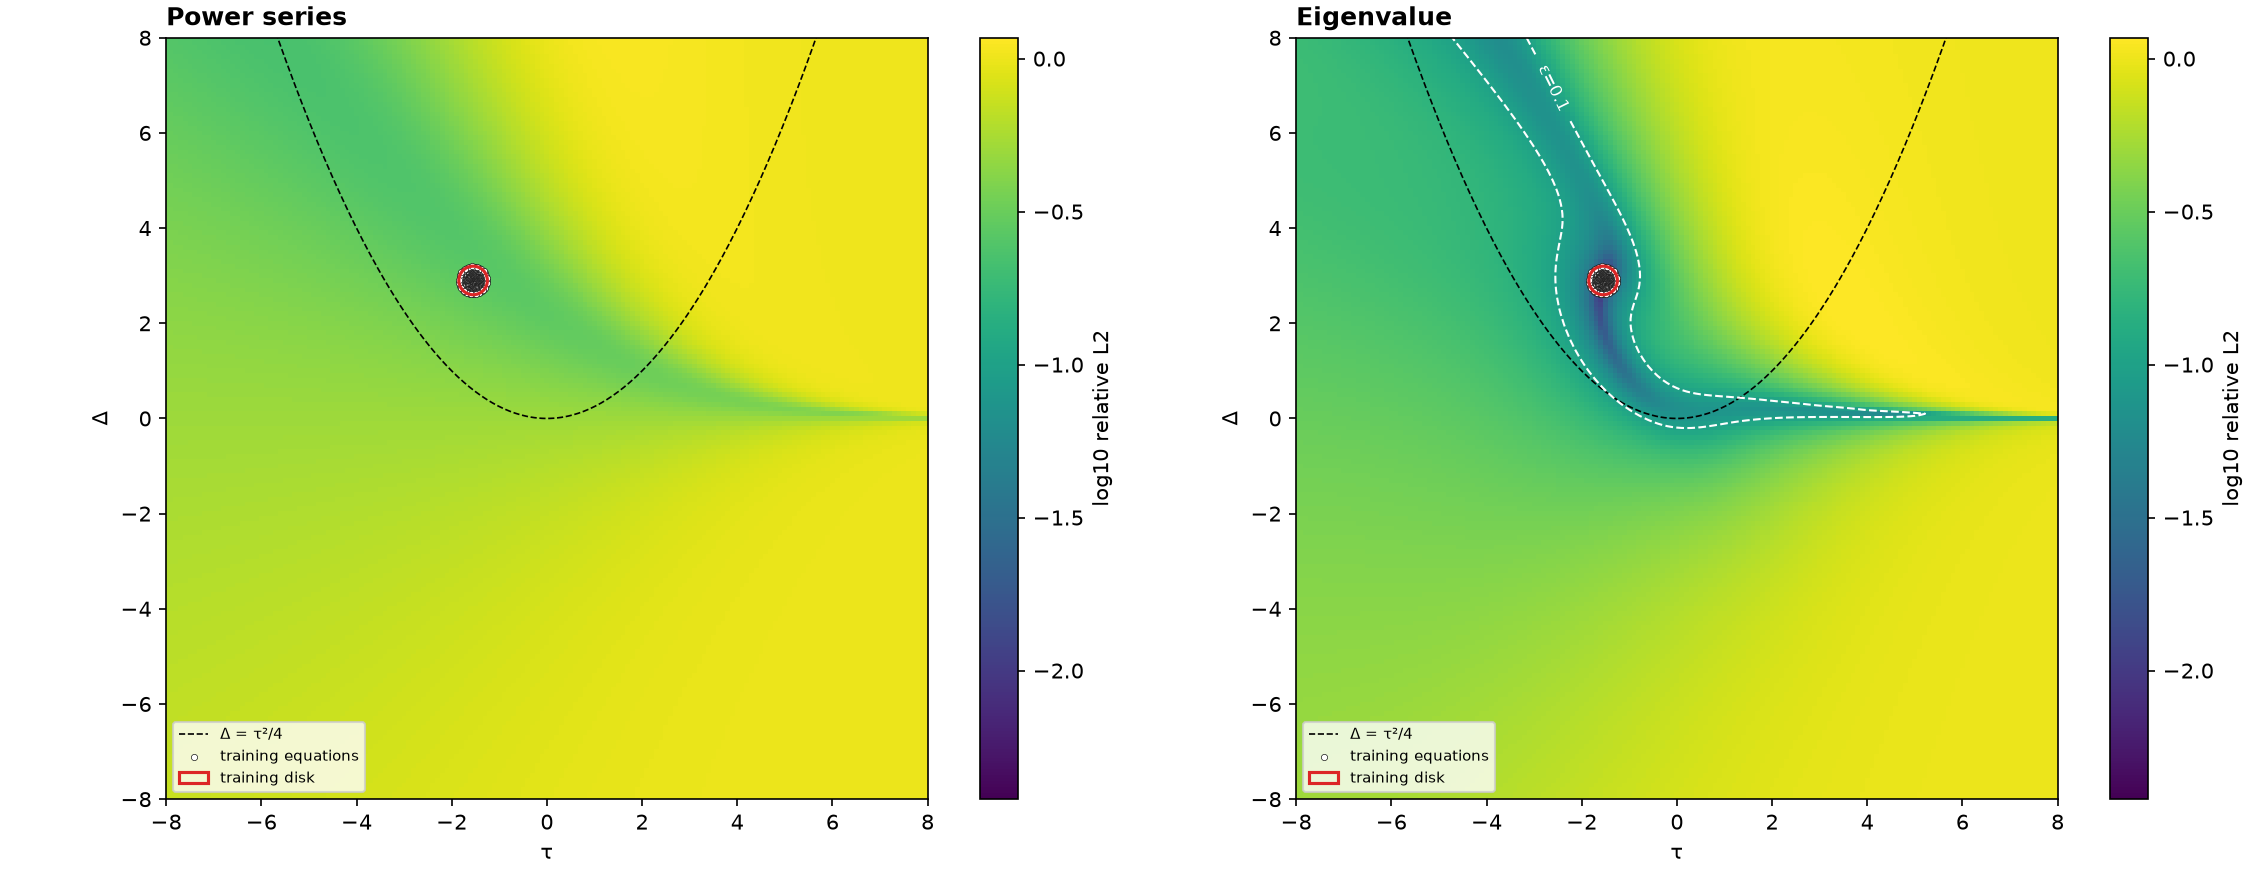 Power series
8
6
4
2
0
−2
−4
−6
−8
Δ
−8 −6 −4 −2 0 2 4 6 8
τ
Δ = τ²/4
training equations
training disk
0.0
−0.5
−1.0
−1.5
−2.0
log10 relative L2
Eigenvalue
8
6
4
2
0
−2
−4
−6
−8
Δ
−8 −6 −4 −2 0 2 4 6 8
τ
ε=0.1
Δ = τ²/4
training equations
training disk
0.0
−0.5
−1.0
−1.5
−2.0
log10 relative L2